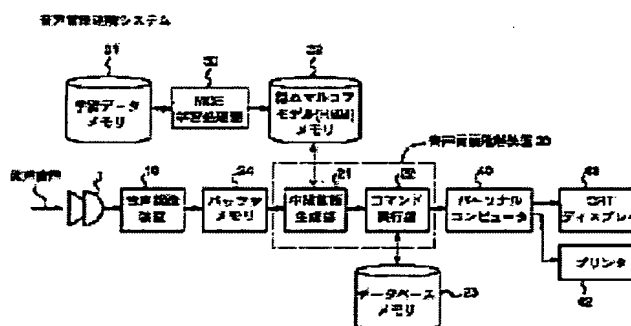 音声言語理解システム
31
学習データ
メモリ
30
MCE
学習処理部
22
隠れマルコフ
モデル(HMM)
メモリ
音声言語理解装置 20
発声音声
1
10
音声認識
装置
24
バッファ
メモリ
21
中間言語
生成部
コマンド
実行部
40
パーソナル
コンピュータ
CRT
ディスプレイ
プリンタ
42
データベース
メモリ
23